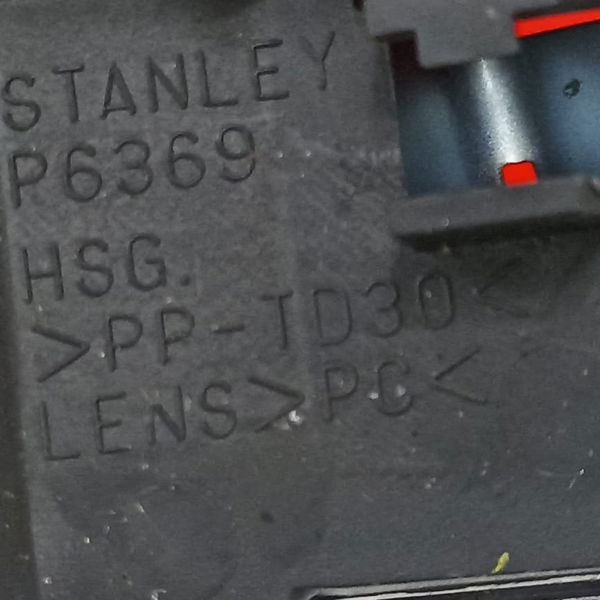 STANLEY
P6369
HSG.
>PP-TD30<
LENS>PC<